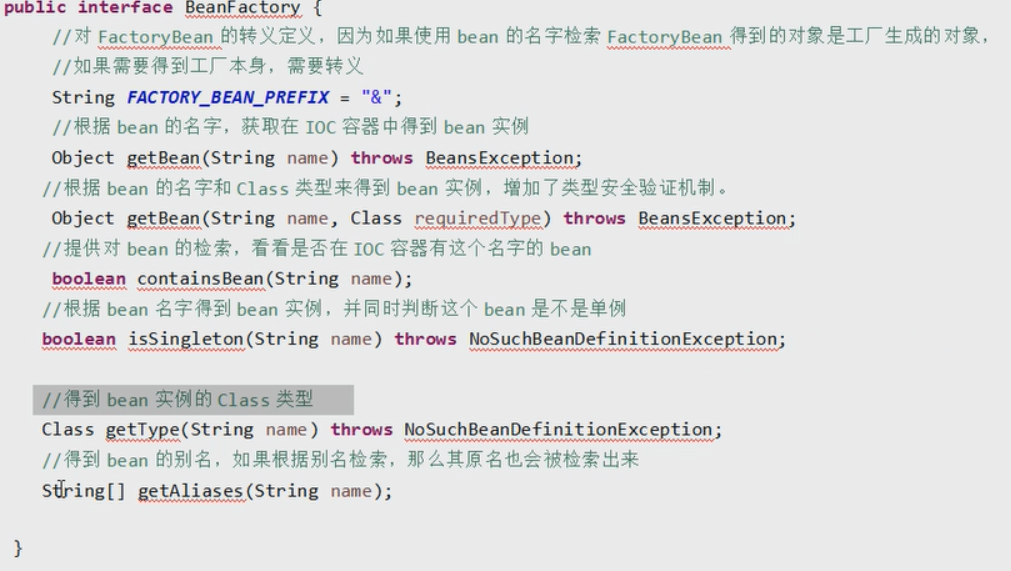 public interface BeanFactory {
//对 FactoryBean 的转义定义，因为如果使用 bean 的名字检索 FactoryBean 得到的对象是工厂生成的对象，
//如果需要得到工厂本身，需要转义
String FACTORY_BEAN_PREFIX = "&";
//根据 bean 的名字，获取在 IOC 容器中得到 bean 实例
Object getBean(String name) throws BeansException;
//根据 bean 的名字和 Class 类型来得到 bean 实例，增加了类型安全验证机制。
Object getBean(String name, Class requiredType) throws BeansException;
//提供对 bean 的检索，看看是否在 IOC 容器有这个名字的 bean
boolean containsBean(String name);
//根据 bean 名字得到 bean 实例，并同时判断这个 bean 是不是单例
boolean isSingleton(String name) throws NoSuchBeanDefinitionException;
//得到 bean 实例的 Class 类型
Class getType(String name) throws NoSuchBeanDefinitionException;
//得到 bean 的别名，如果根据别名检索，那么其原名也会被检索出来
String[] getAliases(String name);
}